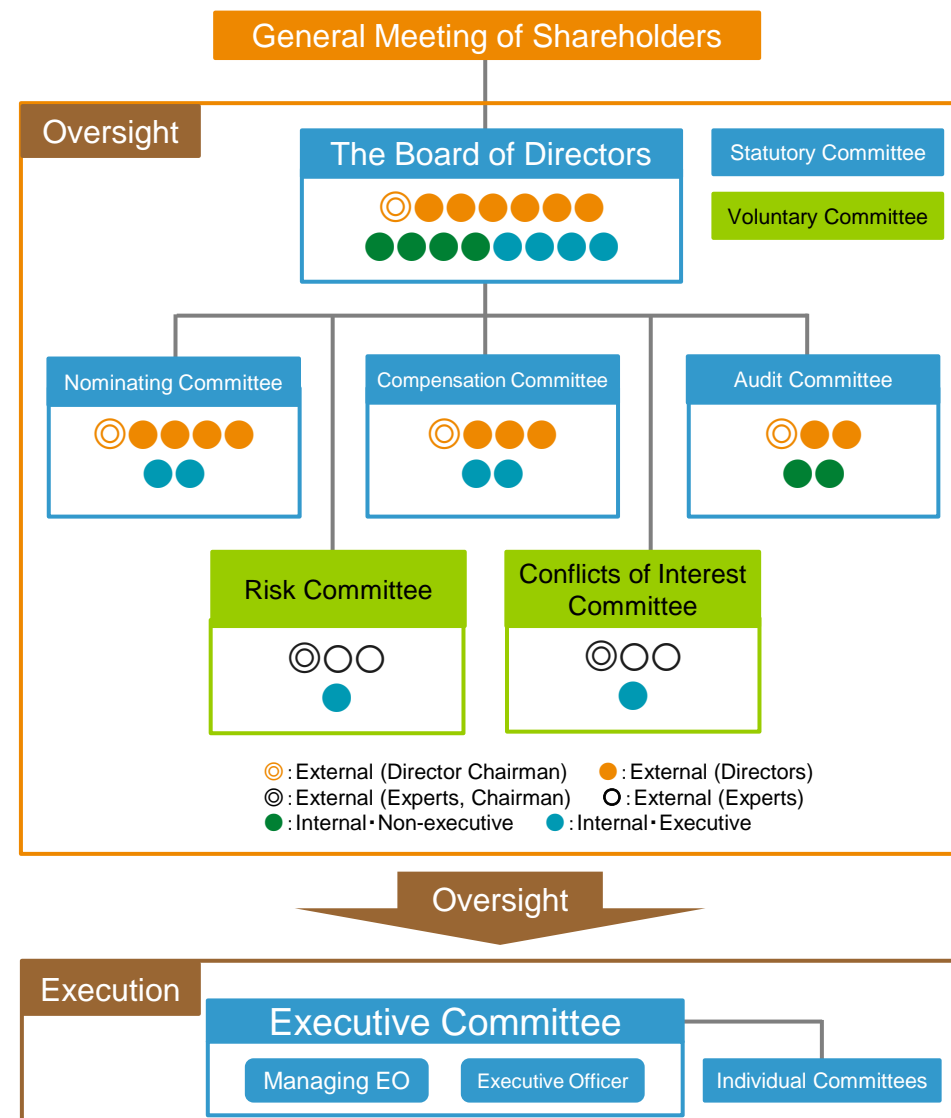 General Meeting of Shareholders
Oversight
The Board of Directors
Statutory Committee
Voluntary Committee
Nominating Committee
Compensation Committee
Audit Committee
Risk Committee
Conflicts of Interest
Committee
◎:External (Director Chairman) ●:External (Directors)
◎:External (Experts, Chairman) O:External (Experts)
●:Internal・Non-executive ●:Internal・Executive
Oversight
Execution
Executive Committee
Managing EO
Executive Officer
Individual Committees